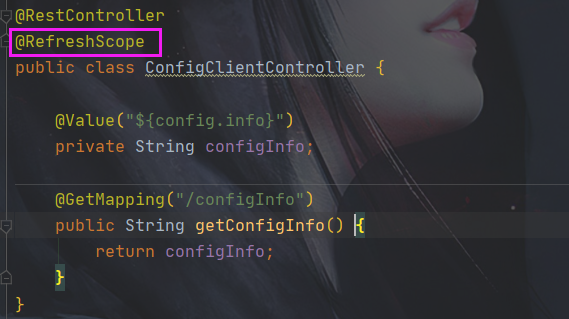 @RestController
@RefreshScope
public class ConfigClientController {
@Value("${config.info}")
private String configInfo;
@GetMapping("/configInfo")
public String getConfigInfo() {
return configInfo;
}
}